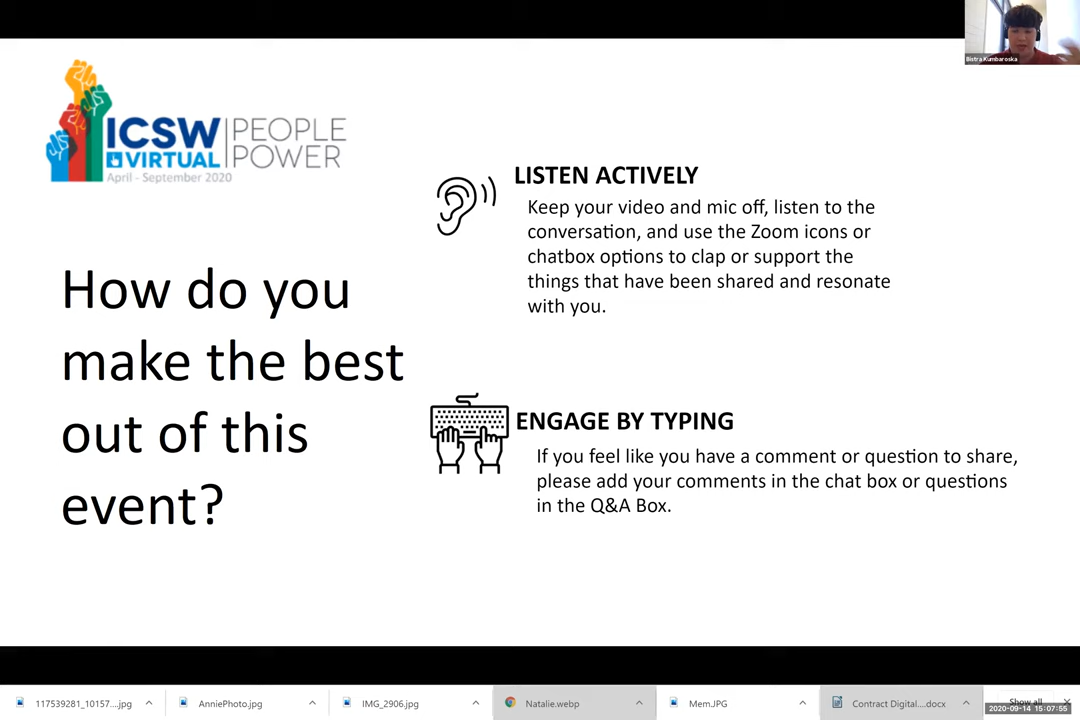 Bistra Kumbaroska
ICSW
VIRTUAL
PEOPLE
POWER
April - September 2020
How do you
make the best
out of this
event?
LISTEN ACTIVELY
Keep your video and mic off, listen to the
conversation, and use the Zoom icons or
chatbox options to clap or support the
things that have been shared and resonate
with you.
ENGAGE BY TYPING
If you feel like you have a comment or question to share,
please add your comments in the chat box or questions
in the Q&A Box.
117539281_10157....jpg
AnniePhoto.jpg
IMG_2906.jpg
Natalie.webp
Mem.JPG
Contract Digital....docx
Show all
2020-09-14 15:07:55